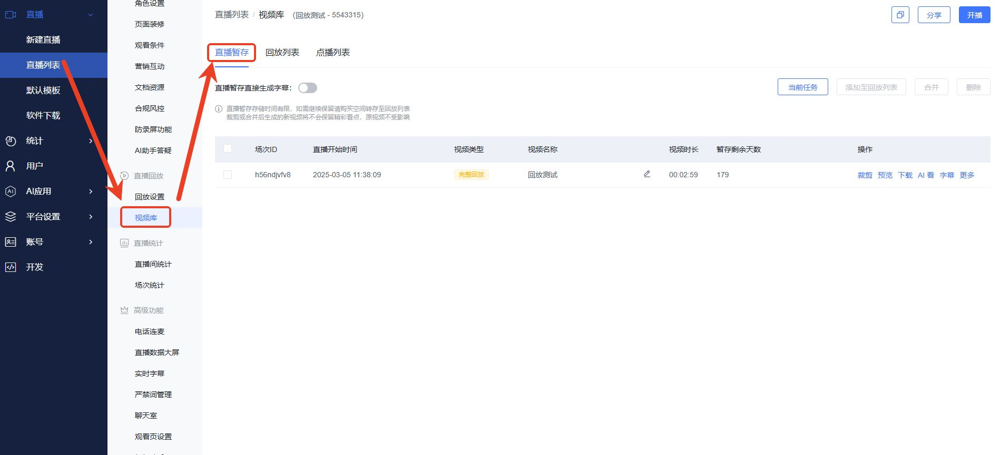 直播
新建直播
直播列表
默认模板
软件下载
统计
用户
AI应用
平台设置
账号
开发
角色设置
页面装修
观看条件
营销互动
文档资源
合规风控
防录屏功能
AI助手答疑
直播回放
回放设置
视频库
直播统计
直播间统计
场次统计
高级功能
电话连麦
直播数据大屏
实时字幕
严禁词管理
聊天室
观看页设置
直播列表 / 视频库 (回放测试 - 5543315)
分享 开播
直播暂存 回放列表 点播列表
直播暂存直接生成字幕:
当前任务 添加至回放列表 合并 删除
直播暂存存储时间有限，如需继续保留请购买空间转存至回放列表
裁剪或合并后生成的新视频将不会保留精彩看点，原视频不受影响
场次ID 直播开始时间 视频类型 视频名称 视频时长 暂存剩余天数 操作
h56ndjvfv8 2025-03-05 11:38:09 完整回放 回放测试 00:02:59 179 裁剪 预览 下载 AI 看 字幕 更多